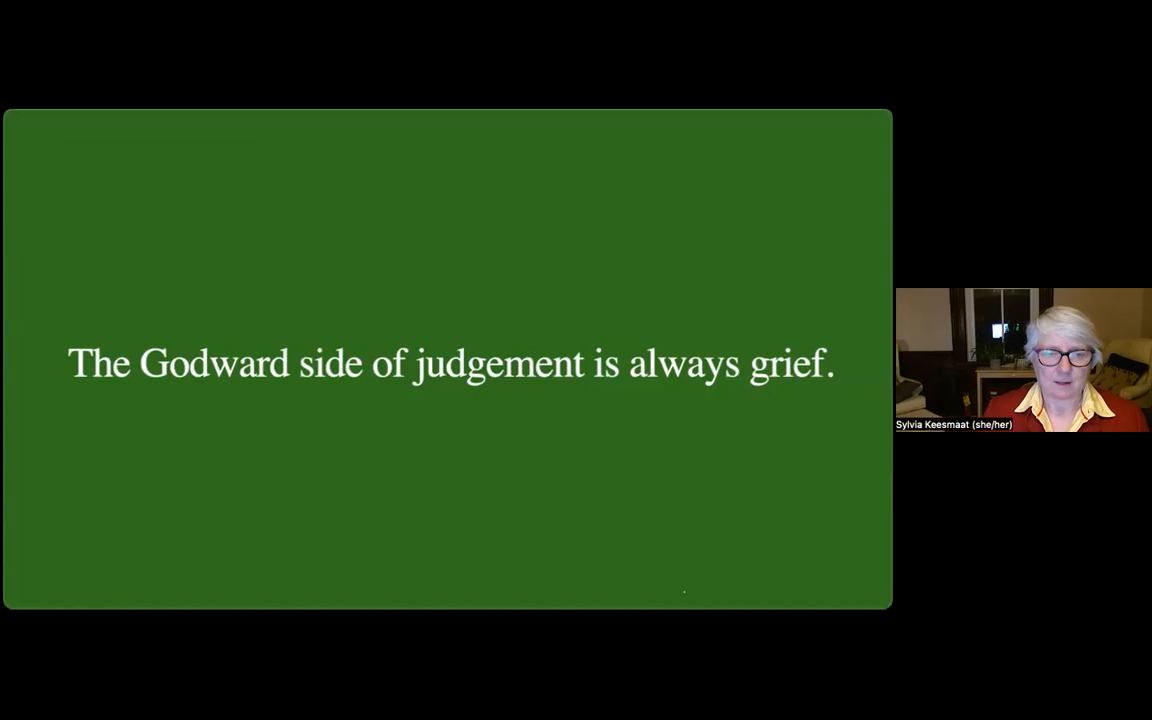 The Godward side of judgement is always grief.
Sylvia Keesmaat (she/her)